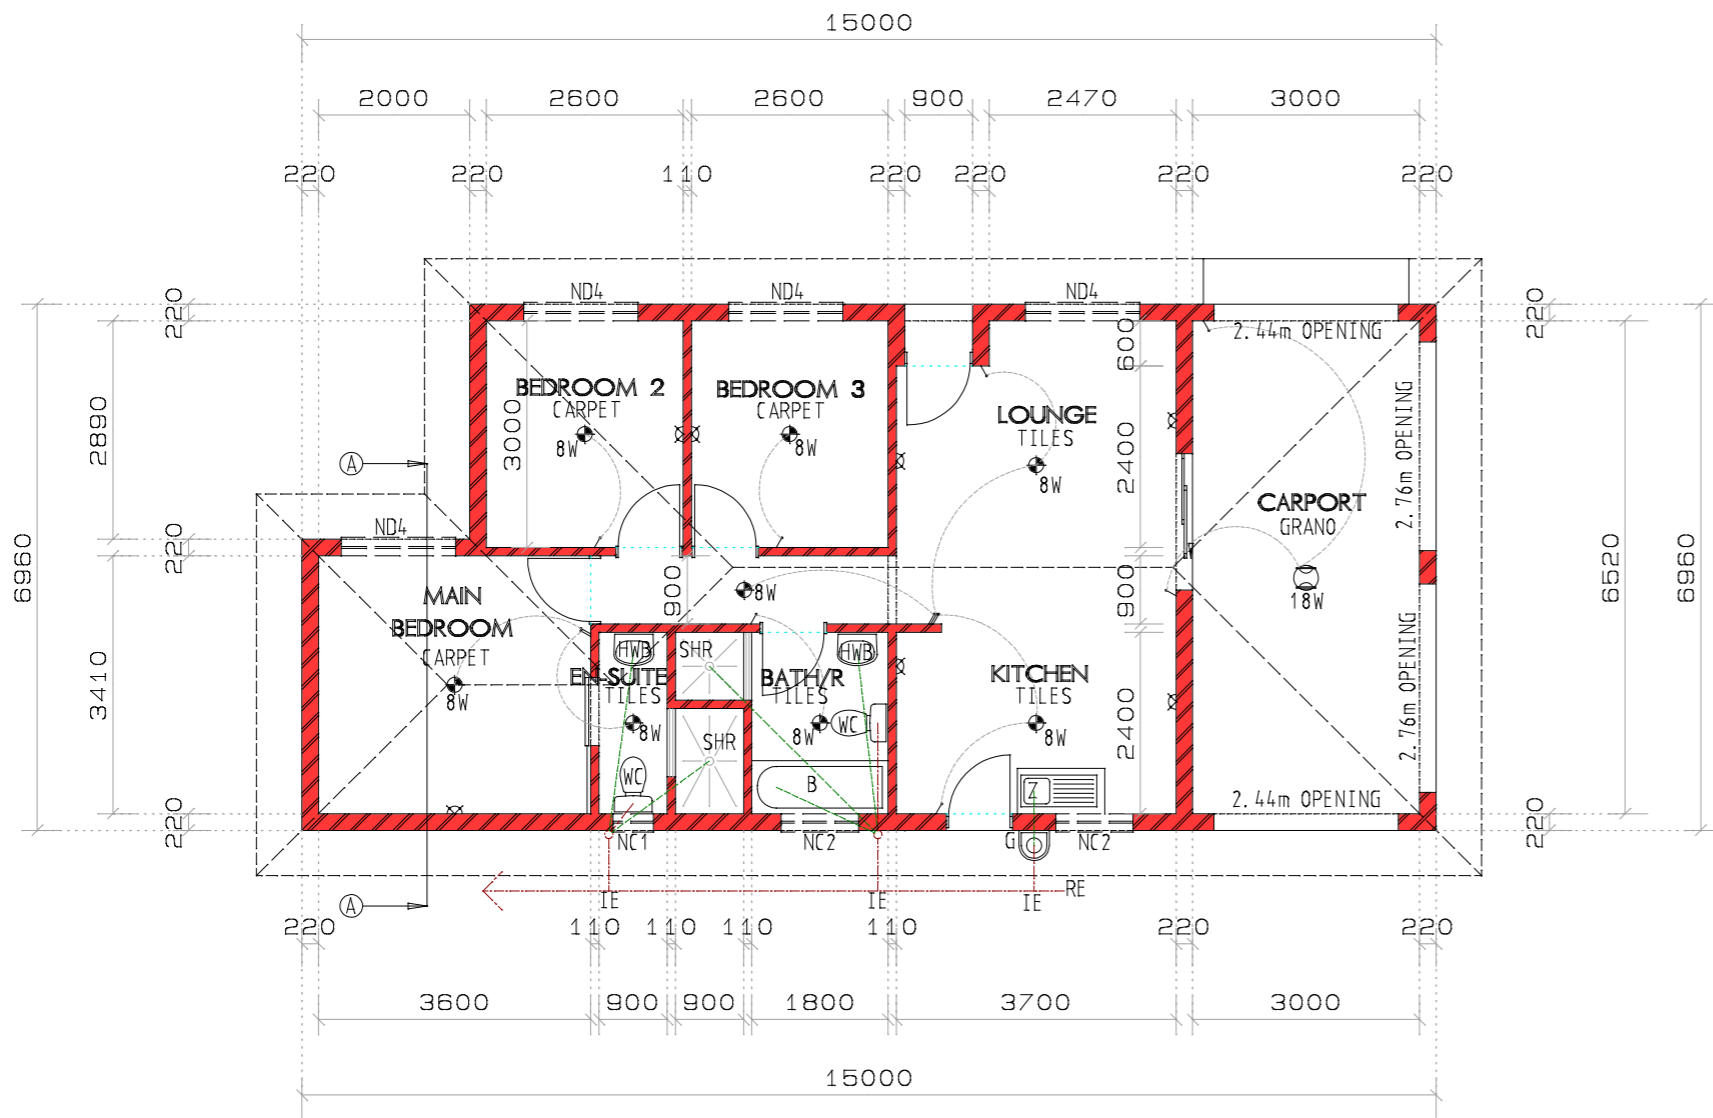 15000
2000 2600 2600 900 2470 3000
220 220 110 220 220 220 220
ND4 ND4 ND4
220 600 2.44m OPENING 220
BEDROOM 2
CARPET
8W
3000
BEDROOM 3
CARPET
8W
LOUNGE
TILES
8W
2400
2.76m OPENING
CARPORT
GRANO
18W
2890
A
ND4
220
6960
6520
6960
MAIN
BEDROOM
CARPET
8W
900
8W
900
HWB
SHR
HWB
EN-SUITE
TILES
8W
BATH/R
TILES
8W
WC
KITCHEN
TILES
8W
2400
2.76m OPENING
3410
SHR
WC
B
Z
2.44m OPENING
220
220
NC1 NC2 G NC2
RE
A
IE IE IE
220 110 110 110 110 220 220
3600 900 900 1800 3700 3000
15000